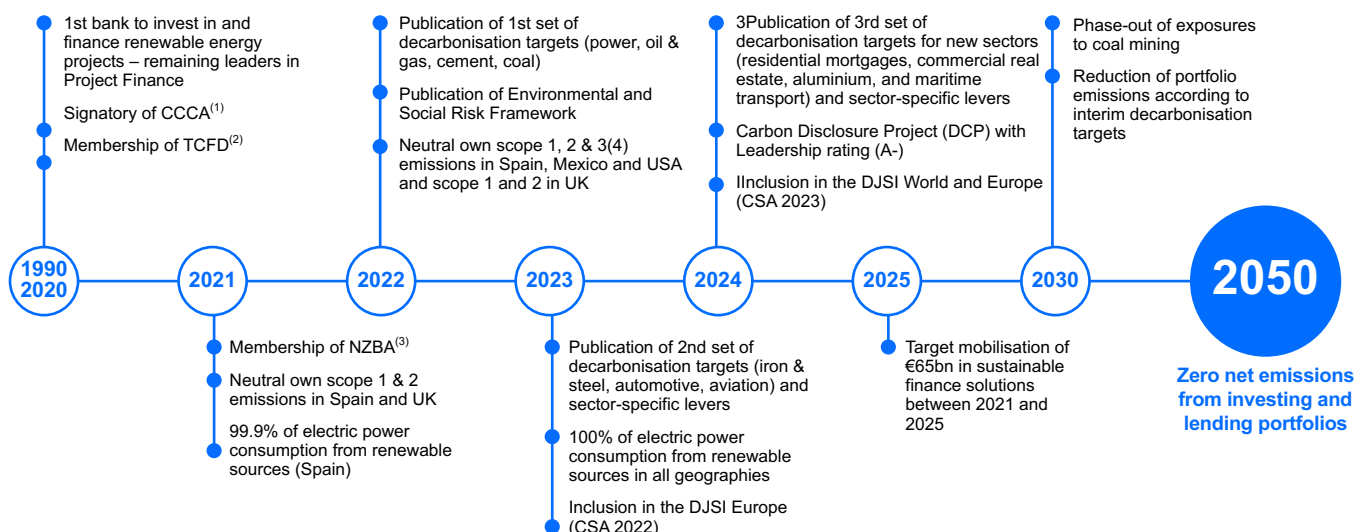 1st bank to invest in and
finance renewable energy
projects – remaining leaders in
Project Finance
Signatory of CCCA(1)
Membership of TCFD(2)
Publication of 1st set of
decarbonisation targets (power, oil &
gas, cement, coal)
Publication of Environmental and
Social Risk Framework
Neutral own scope 1, 2 & 3(4)
emissions in Spain, Mexico and USA
and scope 1 and 2 in UK
3Publication of 3rd set of
decarbonisation targets for new sectors
(residential mortgages, commercial real
estate, aluminium, and maritime
transport) and sector-specific levers
Carbon Disclosure Project (DCP) with
Leadership rating (A-)
IInclusion in the DJSI World and Europe
(CSA 2023)
Phase-out of exposures
to coal mining
Reduction of portfolio
emissions according to
interim decarbonisation
targets
1990
2020
2021
2022
2023
2024
2025
2030
2050
Membership of NZBA(3)
Neutral own scope 1 & 2
emissions in Spain and UK
99.9% of electric power
consumption from renewable
sources (Spain)
Publication of 2nd set of
decarbonisation targets (iron &
steel, automotive, aviation) and
sector-specific levers
100% of electric power
consumption from renewable
sources in all geographies
Inclusion in the DJSI Europe
(CSA 2022)
Target mobilisation of
€65bn in sustainable
finance solutions
between 2021 and
2025
Zero net emissions
from investing and
lending portfolios